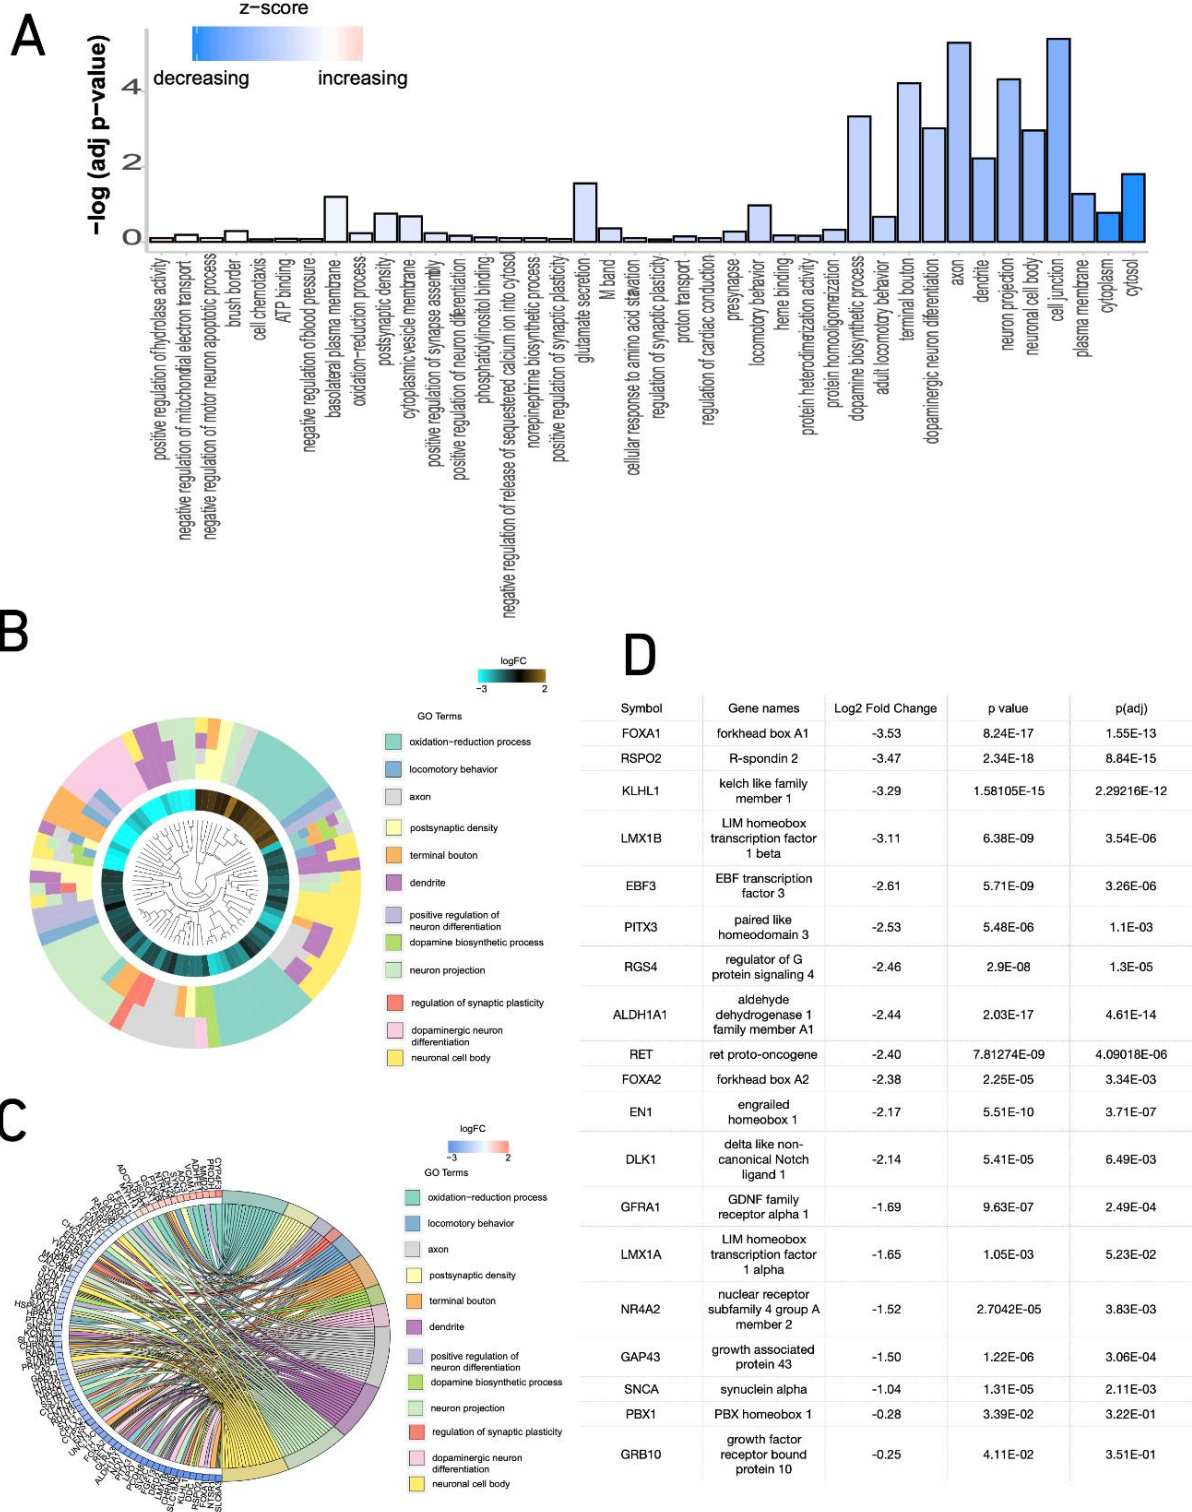 A
z-score
decreasing
increasing
-log (adj p-value)
4
2
0
positive regulation of hydrolase activity
negative regulation of mitochondrial electron transport
negative regulation of motor neuron apoptotic process
brush border
cell chemotaxis
ATP binding
negative regulation of blood pressure
basolateral plasma membrane
oxidation-reduction process
postsynaptic density
cytoplasmic vesicle membrane
positive regulation of synapse assembly
positive regulation of neuron differentiation
phosphatidylinositol binding
negative regulation of release of sequestered calcium ion into cytosol
norepinephrine biosynthetic process
positive regulation of synaptic plasticity
glutamate secretion
M band
cellular response to amino acid starvation
regulation of synaptic plasticity
proton transport
regulation of cardiac conduction
presynapse
locomotory behavior
heme binding
protein heterodimerization activity
protein homooligomerization
dopamine biosynthetic process
adult locomotory behavior
terminal bouton
dopaminergic neuron differentiation
axon
dendrite
neuron projection
neuronal cell body
cell junction
plasma membrane
cytoplasm
cytosol
B
logFC
-3 2
GO Terms
oxidation-reduction process
locomotory behavior
axon
postsynaptic density
terminal bouton
dendrite
positive regulation of
neuron differentiation
dopamine biosynthetic process
neuron projection
regulation of synaptic plasticity
dopaminergic neuron
differentiation
neuronal cell body
C
logFC
-3 2
GO Terms
oxidation-reduction process
locomotory behavior
axon
postsynaptic density
terminal bouton
dendrite
positive regulation of
neuron differentiation
dopamine biosynthetic process
neuron projection
regulation of synaptic plasticity
dopaminergic neuron
differentiation
neuronal cell body
CYP4F3
PTGS2
SNCG
KCND3
SLC38A2
CHRNA4
KLHL1
DDC
RSPO2
FOXA1
NTSR1
SLC6A3
D
Symbol Gene names Log2 Fold Change p value p(adj)
FOXA1 forkhead box A1 -3.53 8.24E-17 1.55E-13
RSPO2 R-spondin 2 -3.47 2.34E-18 8.84E-15
KLHL1 kelch like family
member 1 -3.29 1.58105E-15 2.29216E-12
LMX1B LIM homeobox
transcription factor
1 beta -3.11 6.38E-09 3.54E-06
EBF3 EBF transcription
factor 3 -2.61 5.71E-09 3.26E-06
PITX3 paired like
homeodomain 3 -2.53 5.48E-06 1.1E-03
RGS4 regulator of G
protein signaling 4 -2.46 2.9E-08 1.3E-05
ALDH1A1 aldehyde
dehydrogenase 1
family member A1 -2.44 2.03E-17 4.61E-14
RET ret proto-oncogene -2.40 7.81274E-09 4.09018E-06
FOXA2 forkhead box A2 -2.38 2.25E-05 3.34E-03
EN1 engrailed
homeobox 1 -2.17 5.51E-10 3.71E-07
DLK1 delta like non-
canonical Notch
ligand 1 -2.14 5.41E-05 6.49E-03
GFRA1 GDNF family
receptor alpha 1 -1.69 9.63E-07 2.49E-04
LMX1A LIM homeobox
transcription factor
1 alpha -1.65 1.05E-03 5.23E-02
NR4A2 nuclear receptor
subfamily 4 group A
member 2 -1.52 2.7042E-05 3.83E-03
GAP43 growth associated
protein 43 -1.50 1.22E-06 3.06E-04
SNCA synuclein alpha -1.04 1.31E-05 2.11E-03
PBX1 PBX homeobox 1 -0.28 3.39E-02 3.22E-01
GRB10 growth factor
receptor bound
protein 10 -0.25 4.11E-02 3.51E-01